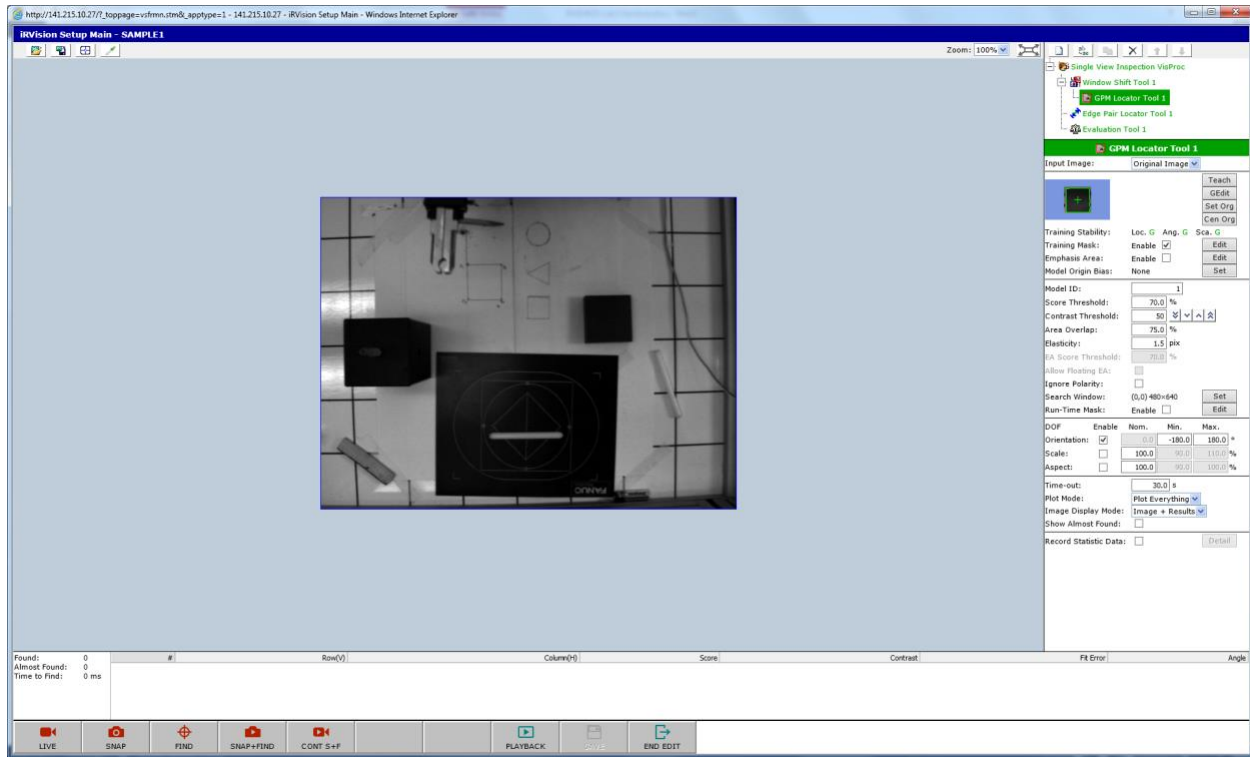 http://141.215.10.27/?_toppage=vsfrmn.stm&_apptype=1 - 141.215.10.27 - iRVision Setup Main - Windows Internet Explorer
iRVision Setup Main - SAMPLE1
Zoom: 100%
Single View Inspection VisProc
Window Shift Tool 1
GPM Locator Tool 1
Edge Pair Locator Tool 1
Evaluation Tool 1
GPM Locator Tool 1
Input Image: Original Image
Teach
GEdit
Set Org
Cen Org
Training Stability: Loc. G Ang. G Sca. G
Training Mask: Enable Edit
Emphasis Area: Enable Edit
Model Origin Bias: None Set
Model ID: 1
Score Threshold: 70.0 %
Contrast Threshold: 50
Area Overlap: 75.0 %
Elasticity: 1.5 pix
EA Score Threshold: 70.0 %
Allow Floating EA:
Ignore Polarity:
Search Window: (0,0) 480×640 Set
Run-Time Mask: Enable Edit
DOF Enable Nom. Min. Max.
Orientation: 0.0 -180.0 180.0 °
Scale: 100.0 90.0 110.0 %
Aspect: 100.0 90.0 100.0 %
Time-out: 30.0 s
Plot Mode: Plot Everything
Image Display Mode: Image + Results
Show Almost Found:
Record Statistic Data: Detail
FANUC
Found: 0 # Row(V) Column(H) Score Contrast Fit Error Angle
Almost Found: 0
Time to Find: 0 ms
LIVE SNAP FIND SNAP+FIND CONT S+F PLAYBACK SAVE END EDIT